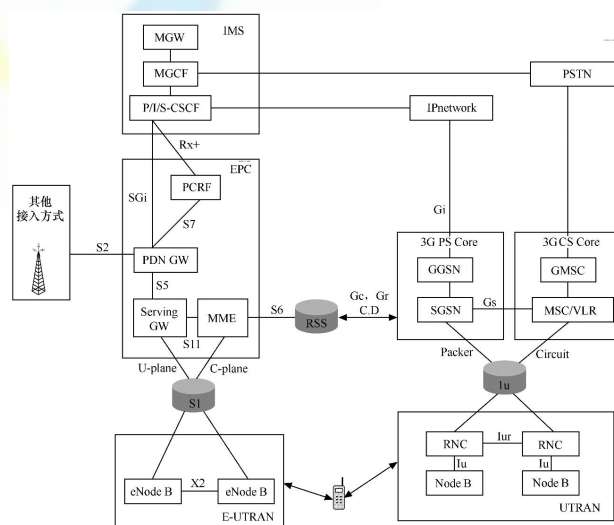 IMS
MGW
MGCF
P/I/S-CSCF
PSTN
IPnetwork
Rx+
EPC
PCRF
SGi
S7
其他
接入方式
S2
PDN GW
S5
Serving
GW
MME
S11
S6
RSS
Gc，Gr
C.D
Gi
3G PS Core
GGSN
SGSN
Gs
3G CS Core
GMSC
MSC/VLR
U-plane
C-plane
S1
Packer
Circuit
Iu
eNode B
X2
eNode B
E-UTRAN
RNC
Iur
RNC
Iu
Iu
Node B
Node B
UTRAN